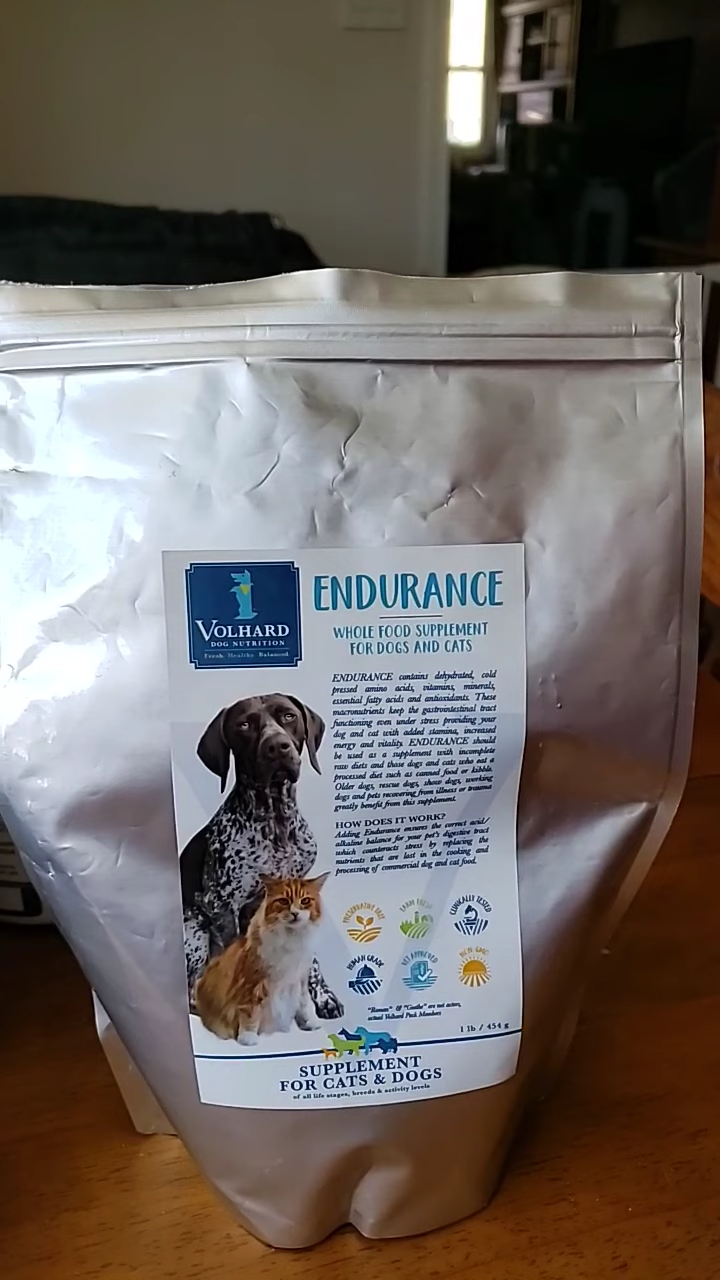 VOLHARD
DOG NUTRITION
Fresh. Healthy. Balanced.
ENDURANCE
WHOLE FOOD SUPPLEMENT
FOR DOGS AND CATS
ENDURANCE contains dehydrated, cold
pressed amino acids, vitamins, minerals,
essential fatty acids and antioxidants. These
macronutrients keep the gastrointestinal tract
functioning even under stress providing your
dog and cat with added stamina, increased
energy and vitality. ENDURANCE should
be used as a supplement with incomplete
raw diets and those dogs and cats who eat a
processed diet such as canned food or kibble.
Older dogs, rescue dogs, show dogs, working
dogs and pets recovering from illness or trauma
greatly benefit from this supplement.
HOW DOES IT WORK?
Adding Endurance ensures the correct acid/
alkaline balance for your pet's digestive tract
which counteracts stress by replacing the
nutrients that are lost in the cooking and
processing of commercial dog and cat food.
PRESERVATIVE FREE
FARM FRESH
CLINICALLY TESTED
HUMAN GRADE
VET APPROVED
NON-GMO
"Roman" & "Goethe" are not actors,
actual Volhard Pack Members
1 lb / 454 g
SUPPLEMENT
FOR CATS & DOGS
of all life stages, breeds & activity levels